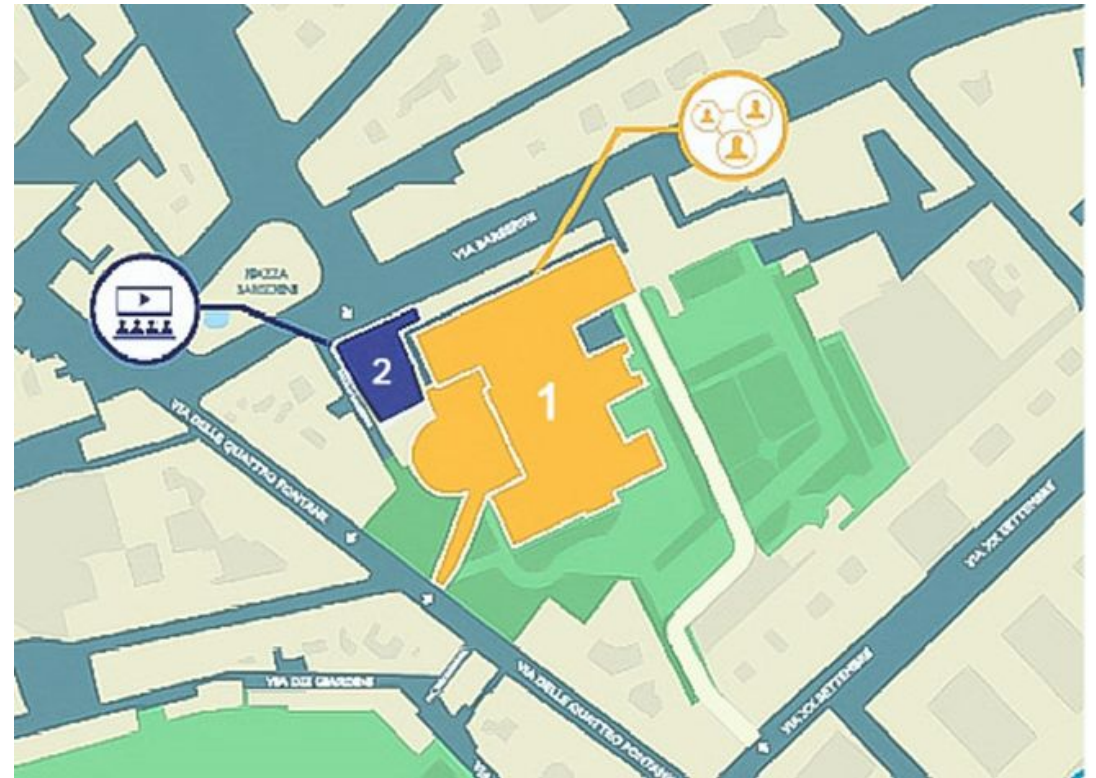 VIA BARBERINI
PIAZZA
BARBERINI
2
1
VIA DELLE QUATTRO FONTANE
VIA XX SETTEMBRE
VIA XX SETTEMBRE
VIA DELLE QUATTRO FONTANE
VIA DEI GIARDINI
VIA